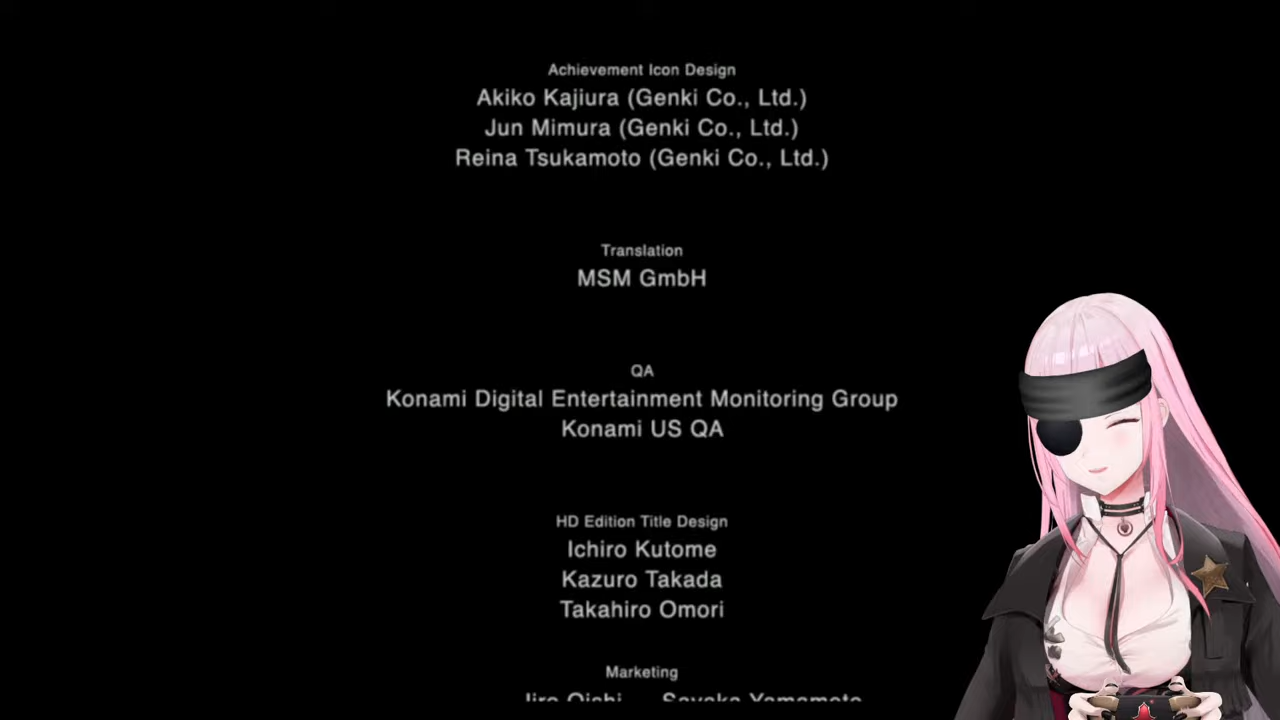 Achievement Icon Design
Akiko Kajiura (Genki Co., Ltd.)
Jun Mimura (Genki Co., Ltd.)
Reina Tsukamoto (Genki Co., Ltd.)
Translation
MSM GmbH
QA
Konami Digital Entertainment Monitoring Group
Konami US QA
HD Edition Title Design
Ichiro Kutome
Kazuro Takada
Takahiro Omori
Marketing